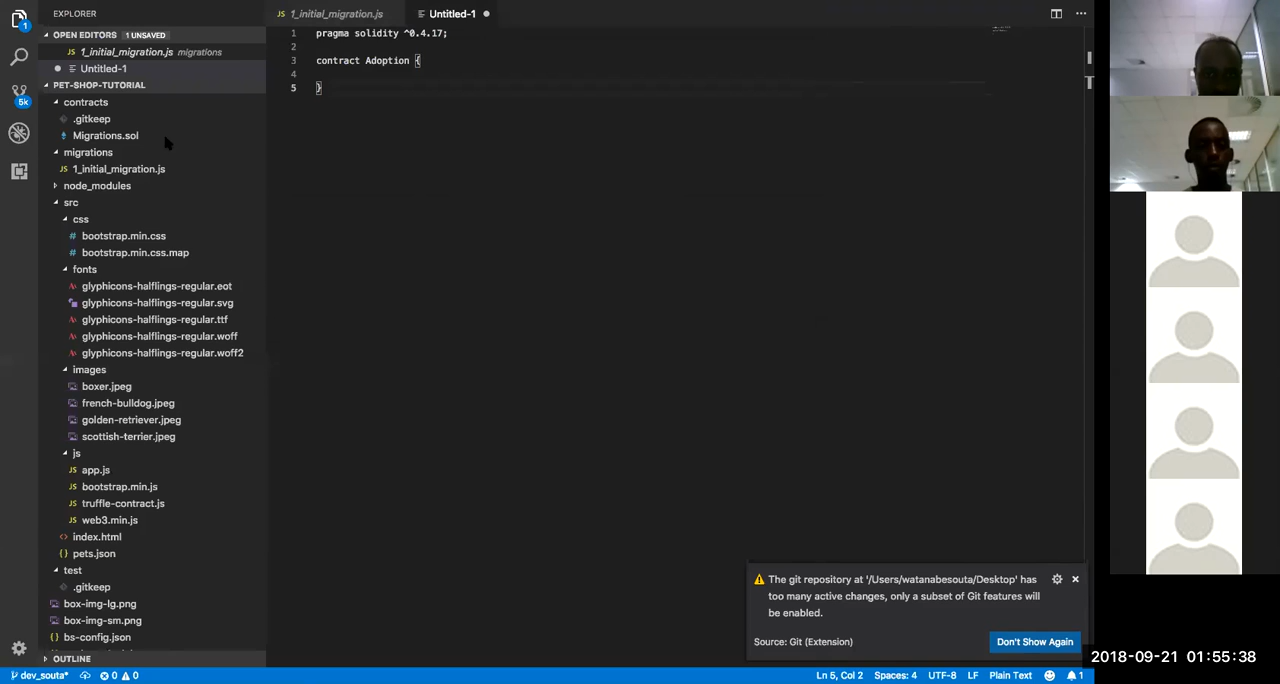 EXPLORER
OPEN EDITORS 1 UNSAVED
1_initial_migration.js migrations
Untitled-1
PET-SHOP-TUTORIAL
contracts
.gitkeep
Migrations.sol
migrations
1_initial_migration.js
node_modules
src
css
bootstrap.min.css
bootstrap.min.css.map
fonts
glyphicons-halflings-regular.eot
glyphicons-halflings-regular.svg
glyphicons-halflings-regular.ttf
glyphicons-halflings-regular.woff
glyphicons-halflings-regular.woff2
images
boxer.jpeg
french-bulldog.jpeg
golden-retriever.jpeg
scottish-terrier.jpeg
js
app.js
bootstrap.min.js
truffle-contract.js
web3.min.js
index.html
pets.json
test
.gitkeep
box-img-lg.png
box-img-sm.png
bs-config.json
OUTLINE
1
5k
1_initial_migration.js Untitled-1
1 pragma solidity ^0.4.17;
2
3 contract Adoption {
4
5 }
The git repository at '/Users/watanabesouta/Desktop' has
too many active changes, only a subset of Git features will
be enabled.
Source: Git (Extension)
Don't Show Again
2018-09-21 01:55:38
dev_souta* 0 0 Ln 5, Col 2 Spaces: 4 UTF-8 LF Plain Text 1